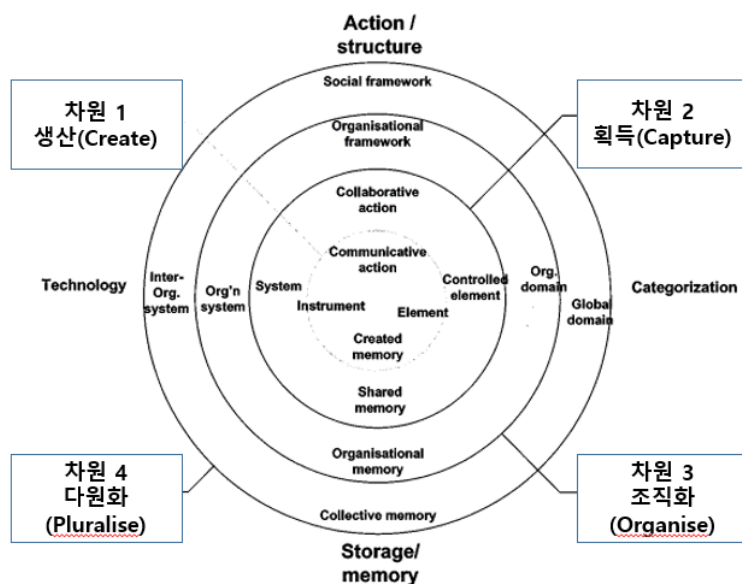 Action /
structure
Social framework
차원 1
생산(Create)
차원 2
획득(Capture)
Organisational
framework
Collaborative
action
Communicative
action
Technology
Inter-
Org.
system
Org'n
system
System
Instrument
Element
Controlled
element
Org.
domain
Global
domain
Categorization
Created
memory
Shared
memory
Organisational
memory
Collective memory
차원 4
다원화
(Pluralise)
차원 3
조직화
(Organise)
Storage/
memory